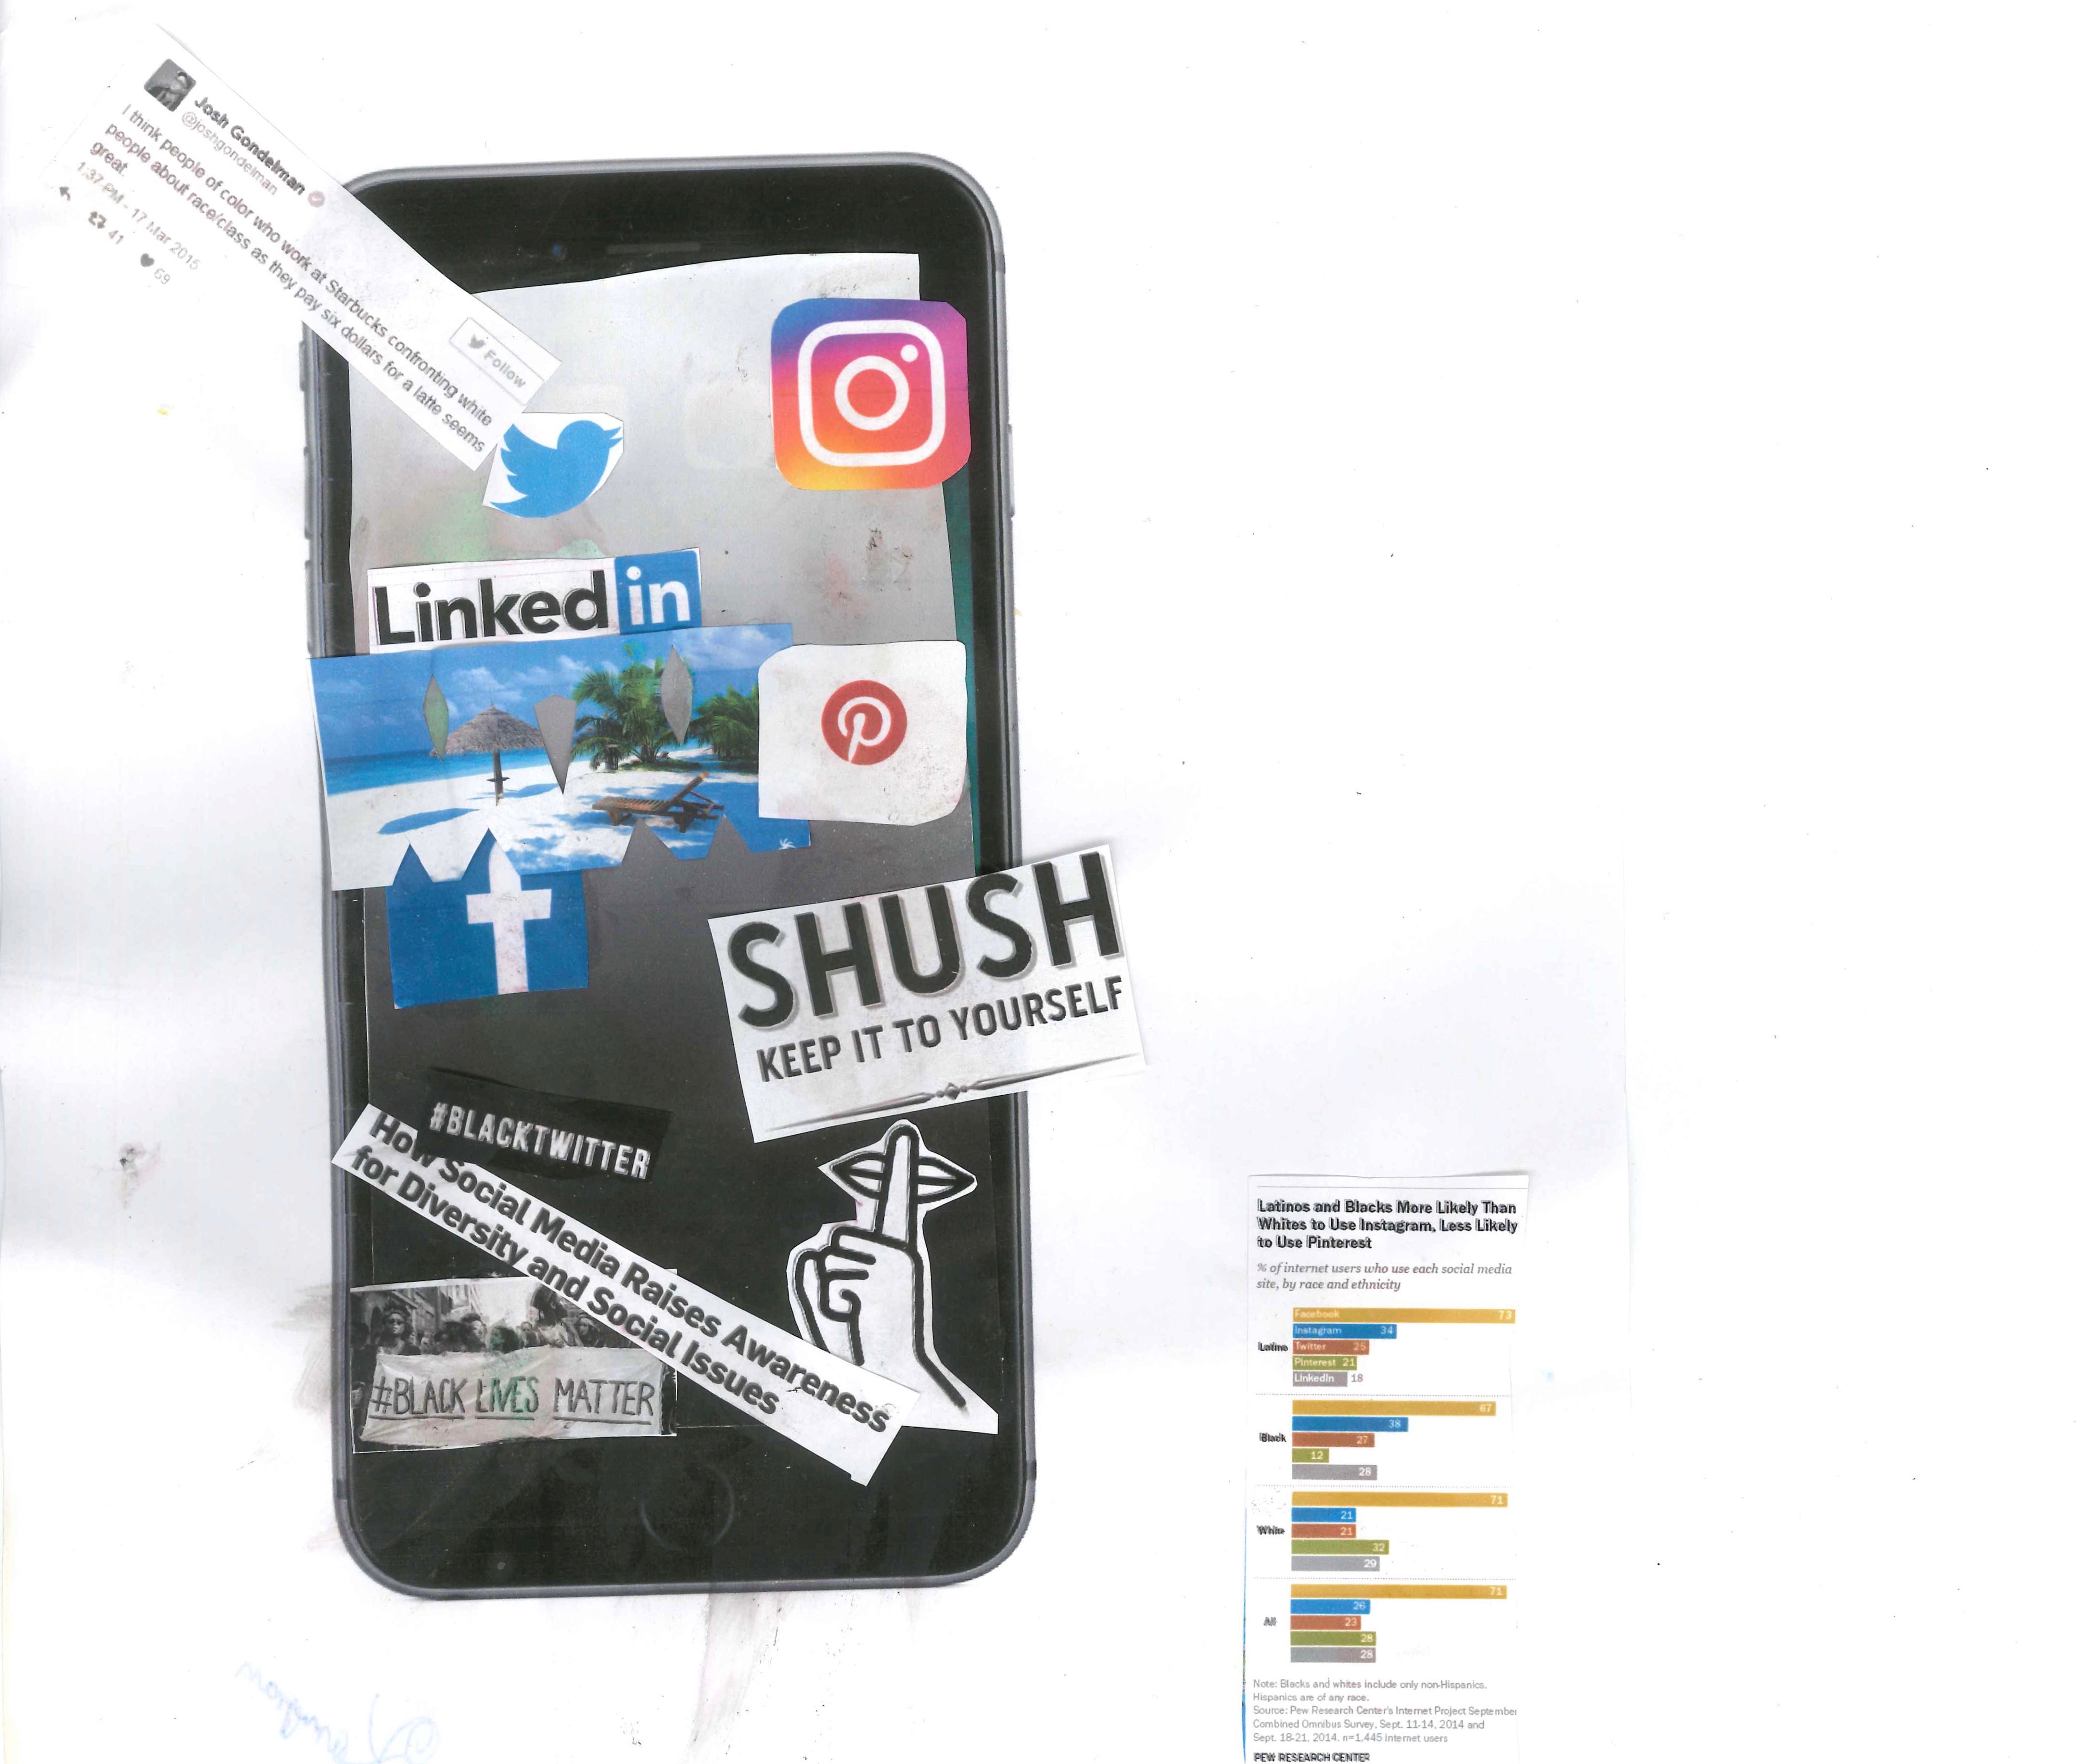 Josh Gondelman
@joshgondelman
Follow
I think people of color who work at Starbucks confronting white
people about race/class as they pay six dollars for a latte seems
great.
1:37 PM - 17 Mar 2015
41 69
Linked in
SHUSH
KEEP IT TO YOURSELF
#BLACKTWITTER
How Social Media Raises Awareness
for Diversity and Social Issues
#BLACK LIVES MATTER
Latinos and Blacks More Likely Than
Whites to Use Instagram, Less Likely
to Use Pinterest
% of internet users who use each social media
site, by race and ethnicity
Latino
Facebook 73
Instagram 34
Twitter 25
Pinterest 21
LinkedIn 18
Black
67
38
27
12
28
White
71
21
21
32
29
All
71
26
23
28
28
Note: Blacks and whites include only non-Hispanics.
Hispanics are of any race.
Source: Pew Research Center's Internet Project September
Combined Omnibus Survey, Sept. 11-14, 2014 and
Sept. 18-21, 2014. n=1,445 internet users
PEW RESEARCH CENTER